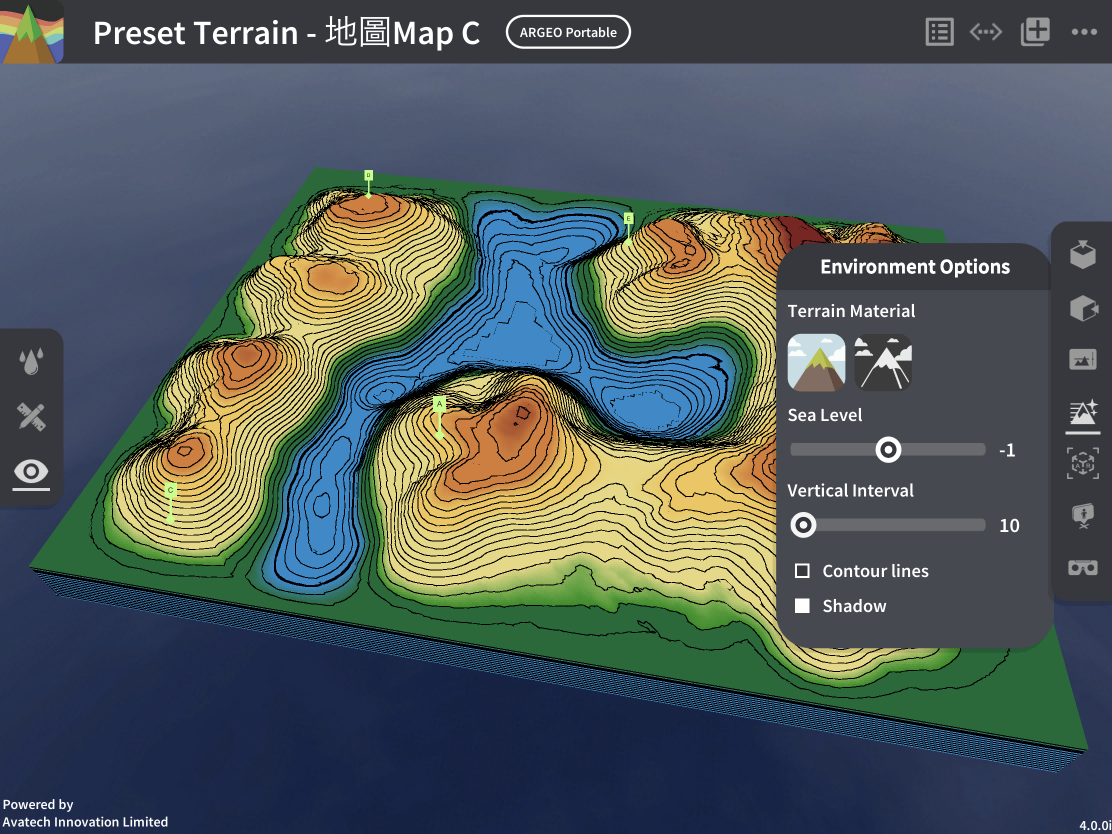 Preset Terrain - 地圖Map C
ARGEO Portable
E
A
C
Environment Options
Terrain Material
Sea Level
-1
Vertical Interval
10
Contour lines
Shadow
Powered by
Avatech Innovation Limited
4.0.0i